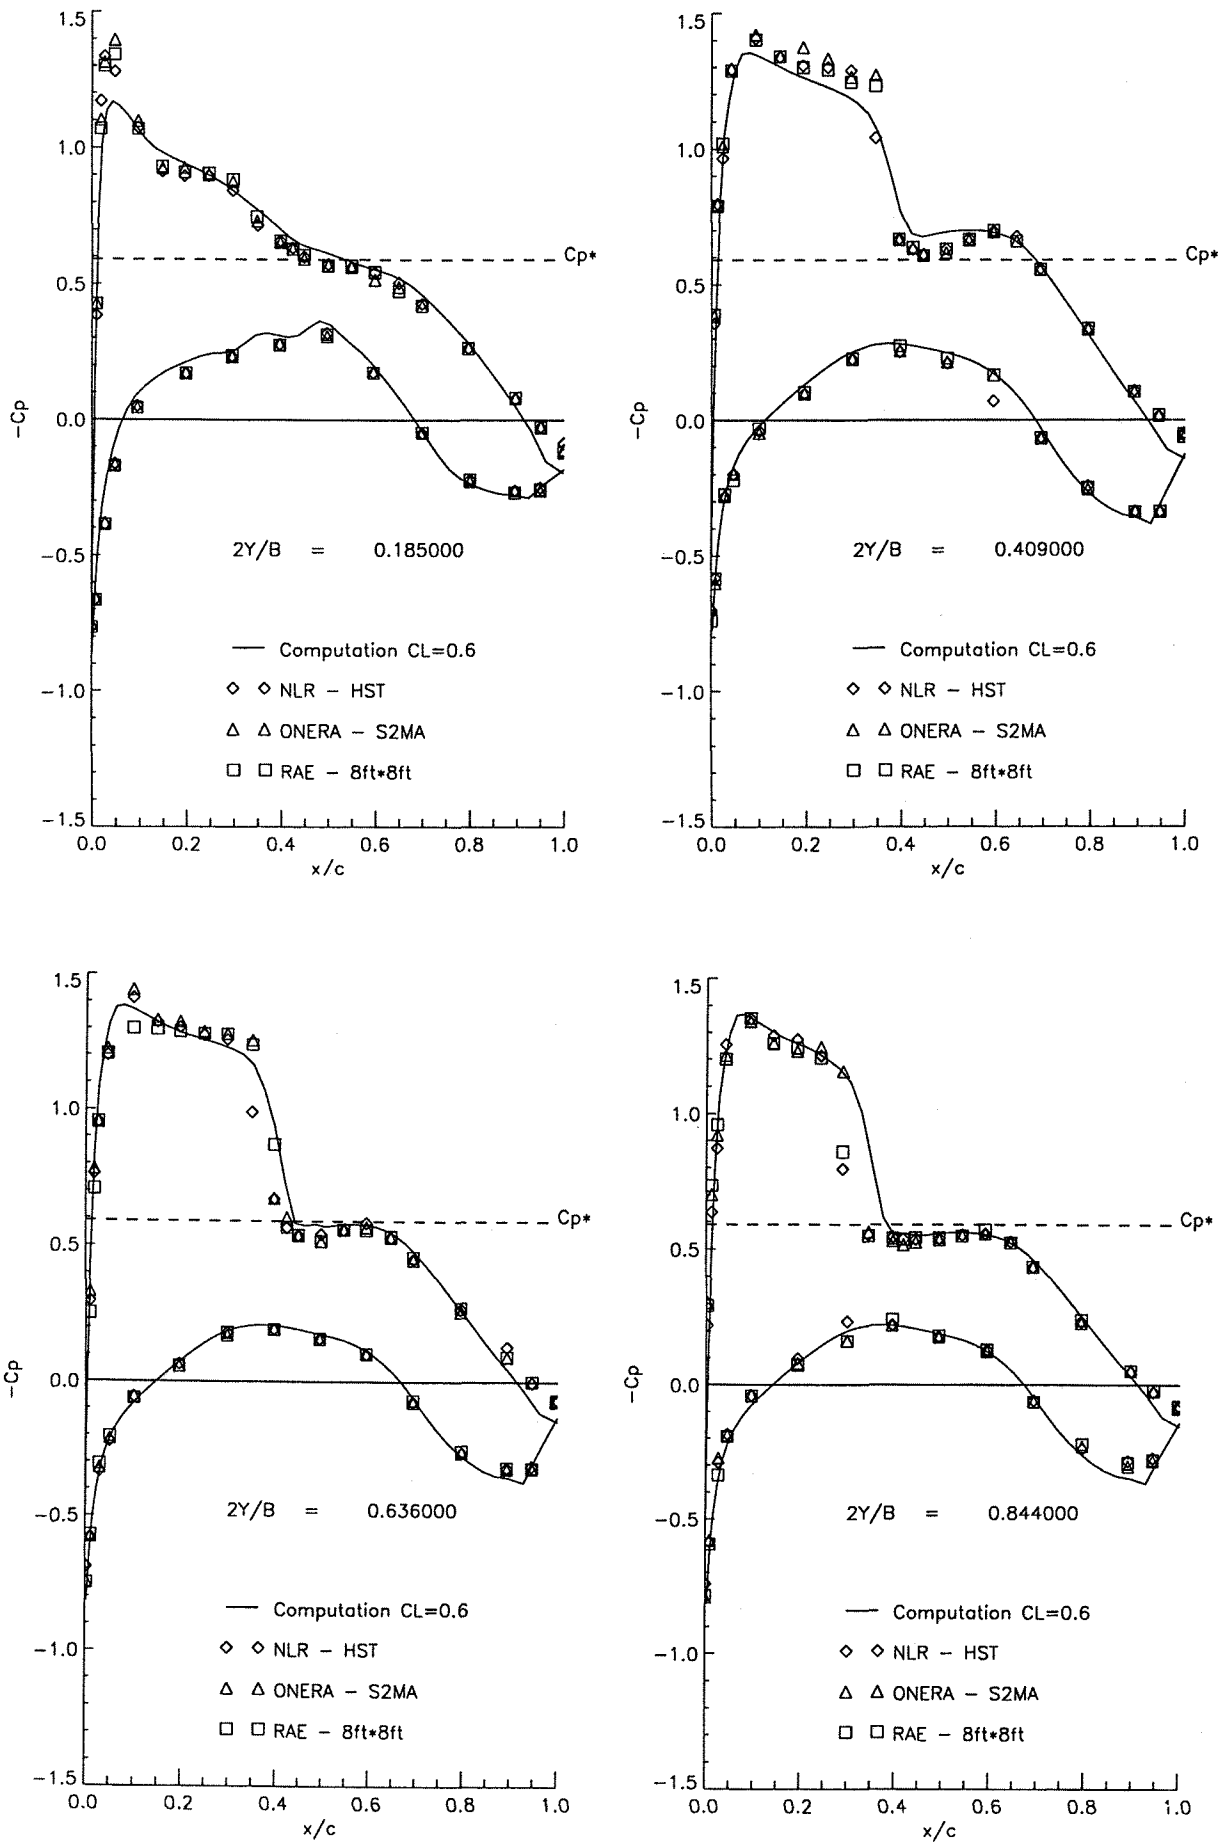 1.5
1.0
0.5
0.0
−0.5
−1.0
−1.5
−Cp
Cp*
2Y/B = 0.185000
Computation CL=0.6
NLR − HST
ONERA − S2MA
RAE − 8ft*8ft
0.0 0.2 0.4 0.6 0.8 1.0
x/c
1.5
1.0
0.5
0.0
−0.5
−1.0
−1.5
−Cp
Cp*
2Y/B = 0.409000
Computation CL=0.6
NLR − HST
ONERA − S2MA
RAE − 8ft*8ft
0.0 0.2 0.4 0.6 0.8 1.0
x/c
1.5
1.0
0.5
0.0
−0.5
−1.0
−1.5
−Cp
Cp*
2Y/B = 0.636000
Computation CL=0.6
NLR − HST
ONERA − S2MA
RAE − 8ft*8ft
0.0 0.2 0.4 0.6 0.8 1.0
x/c
1.5
1.0
0.5
0.0
−0.5
−1.0
−1.5
−Cp
Cp*
2Y/B = 0.844000
Computation CL=0.6
NLR − HST
ONERA − S2MA
RAE − 8ft*8ft
0.0 0.2 0.4 0.6 0.8 1.0
x/c